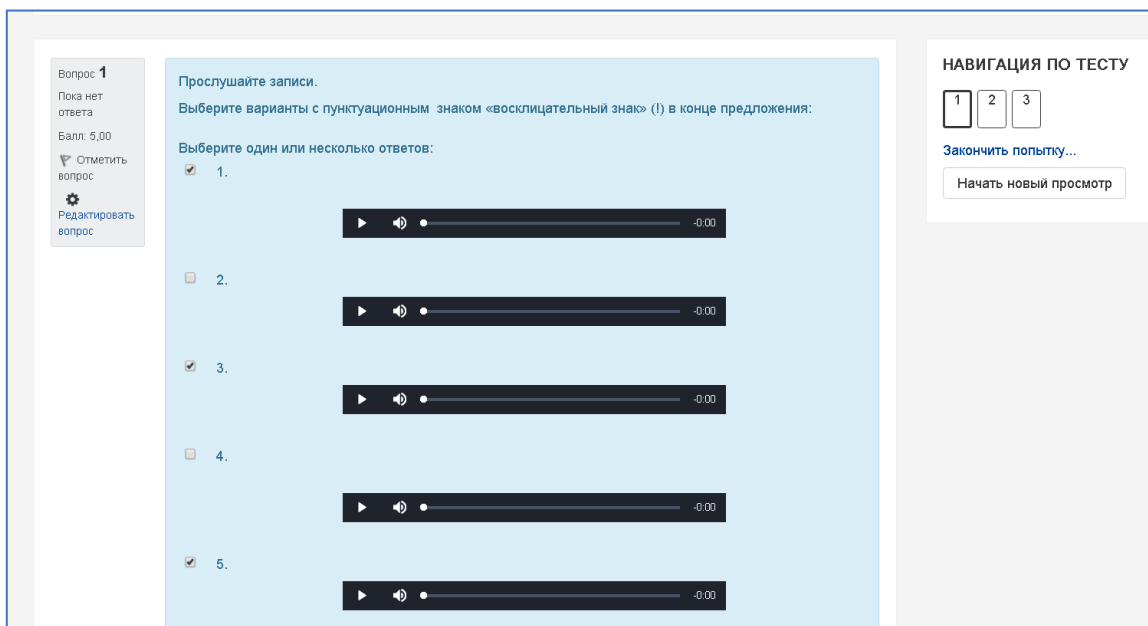 Вопрос 1
Пока нет
ответа
Балл: 5,00
Отметить
вопрос
Редактировать
вопрос
Прослушайте записи.
Выберите варианты с пунктуационным знаком «восклицательный знак» (!) в конце предложения:
Выберите один или несколько ответов:
1.
-0:00
2.
-0:00
3.
-0:00
4.
-0:00
5.
-0:00
НАВИГАЦИЯ ПО ТЕСТУ
1 2 3
Закончить попытку...
Начать новый просмотр